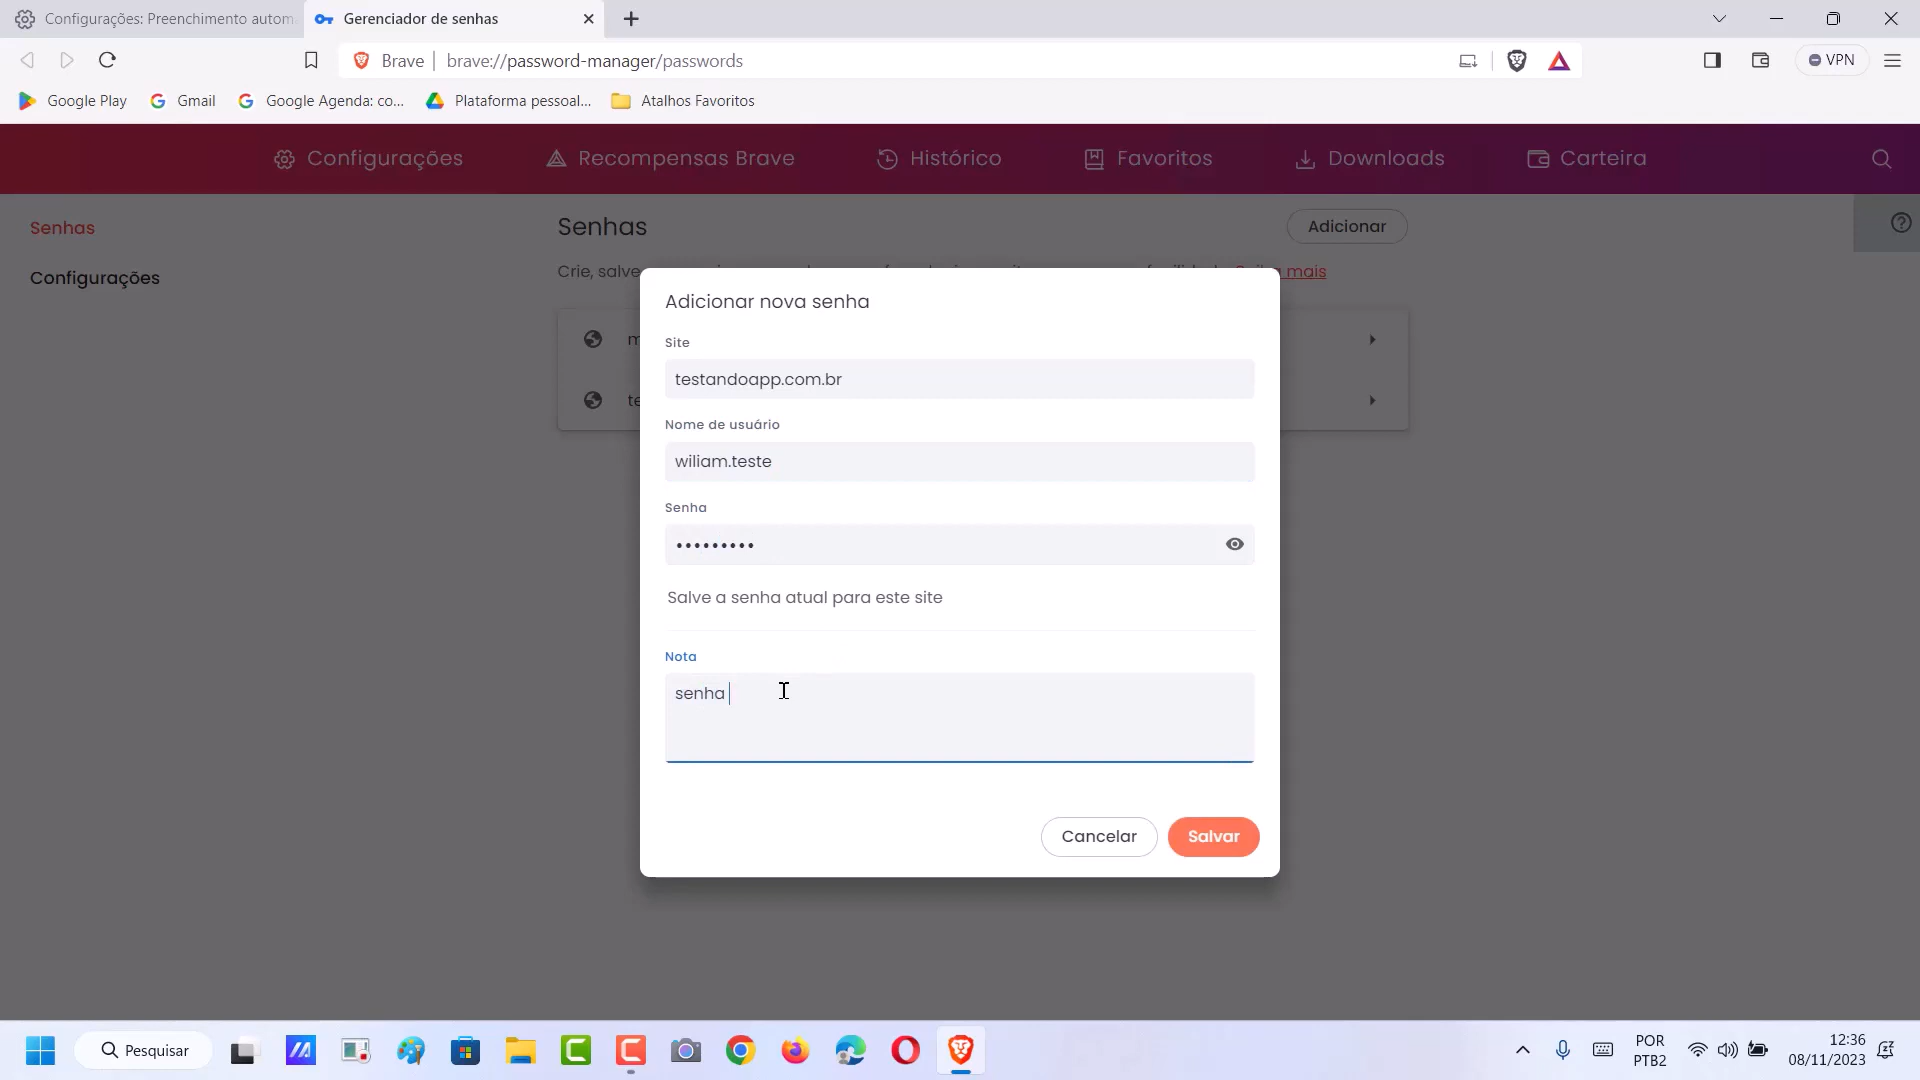 Configurações: Preenchimento autom
Gerenciador de senhas
Brave
brave://password-manager/passwords
VPN
Google Play
Gmail
Google Agenda: co...
Plataforma pessoal...
Atalhos Favoritos
Configurações
Recompensas Brave
Histórico
Favoritos
Downloads
Carteira
Senhas
Senhas
Adicionar
Configurações
Crie, salve
mais
Adicionar nova senha
Site
testandoapp.com.br
Nome de usuário
wiliam.teste
Senha
•••••••••
Salve a senha atual para este site
Nota
senha
Cancelar
Salvar
Pesquisar
POR
PTB2
12:36
08/11/2023